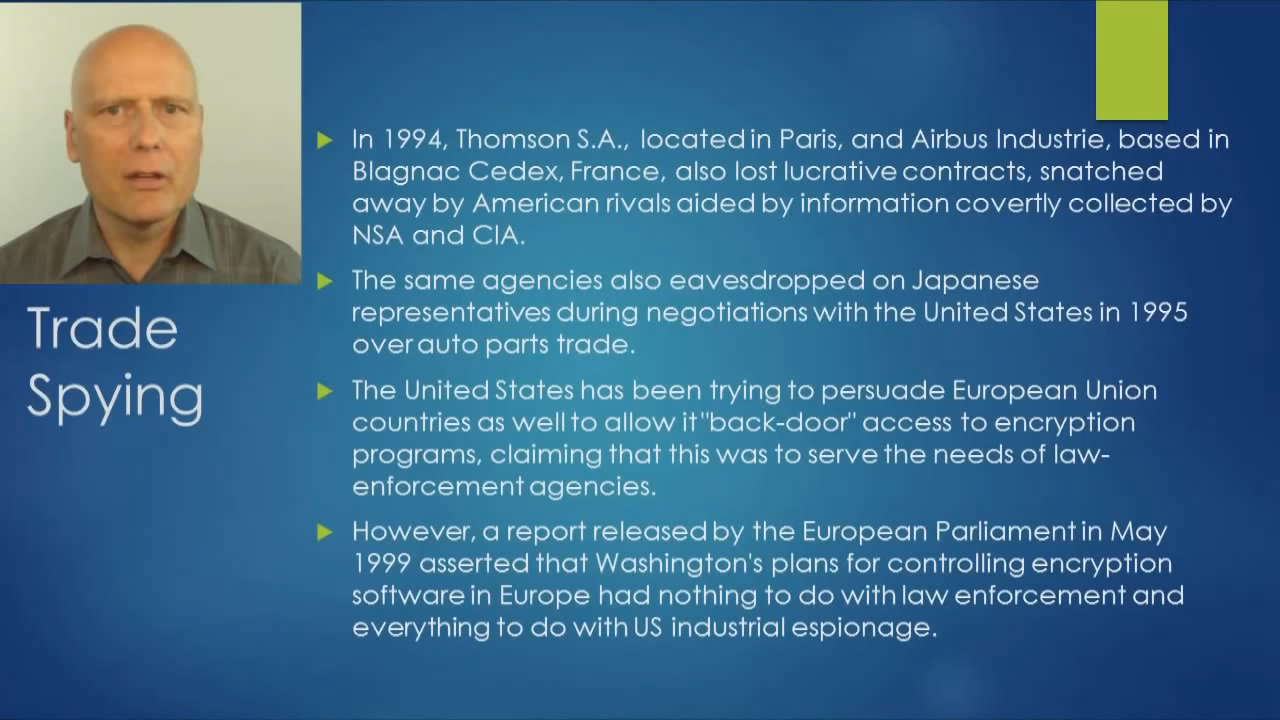 Trade
Spying
In 1994, Thomson S.A., located in Paris, and Airbus Industrie, based in
Blagnac Cedex, France, also lost lucrative contracts, snatched
away by American rivals aided by information covertly collected by
NSA and CIA.
The same agencies also eavesdropped on Japanese
representatives during negotiations with the United States in 1995
over auto parts trade.
The United States has been trying to persuade European Union
countries as well to allow it "back-door" access to encryption
programs, claiming that this was to serve the needs of law-
enforcement agencies.
However, a report released by the European Parliament in May
1999 asserted that Washington's plans for controlling encryption
software in Europe had nothing to do with law enforcement and
everything to do with US industrial espionage.